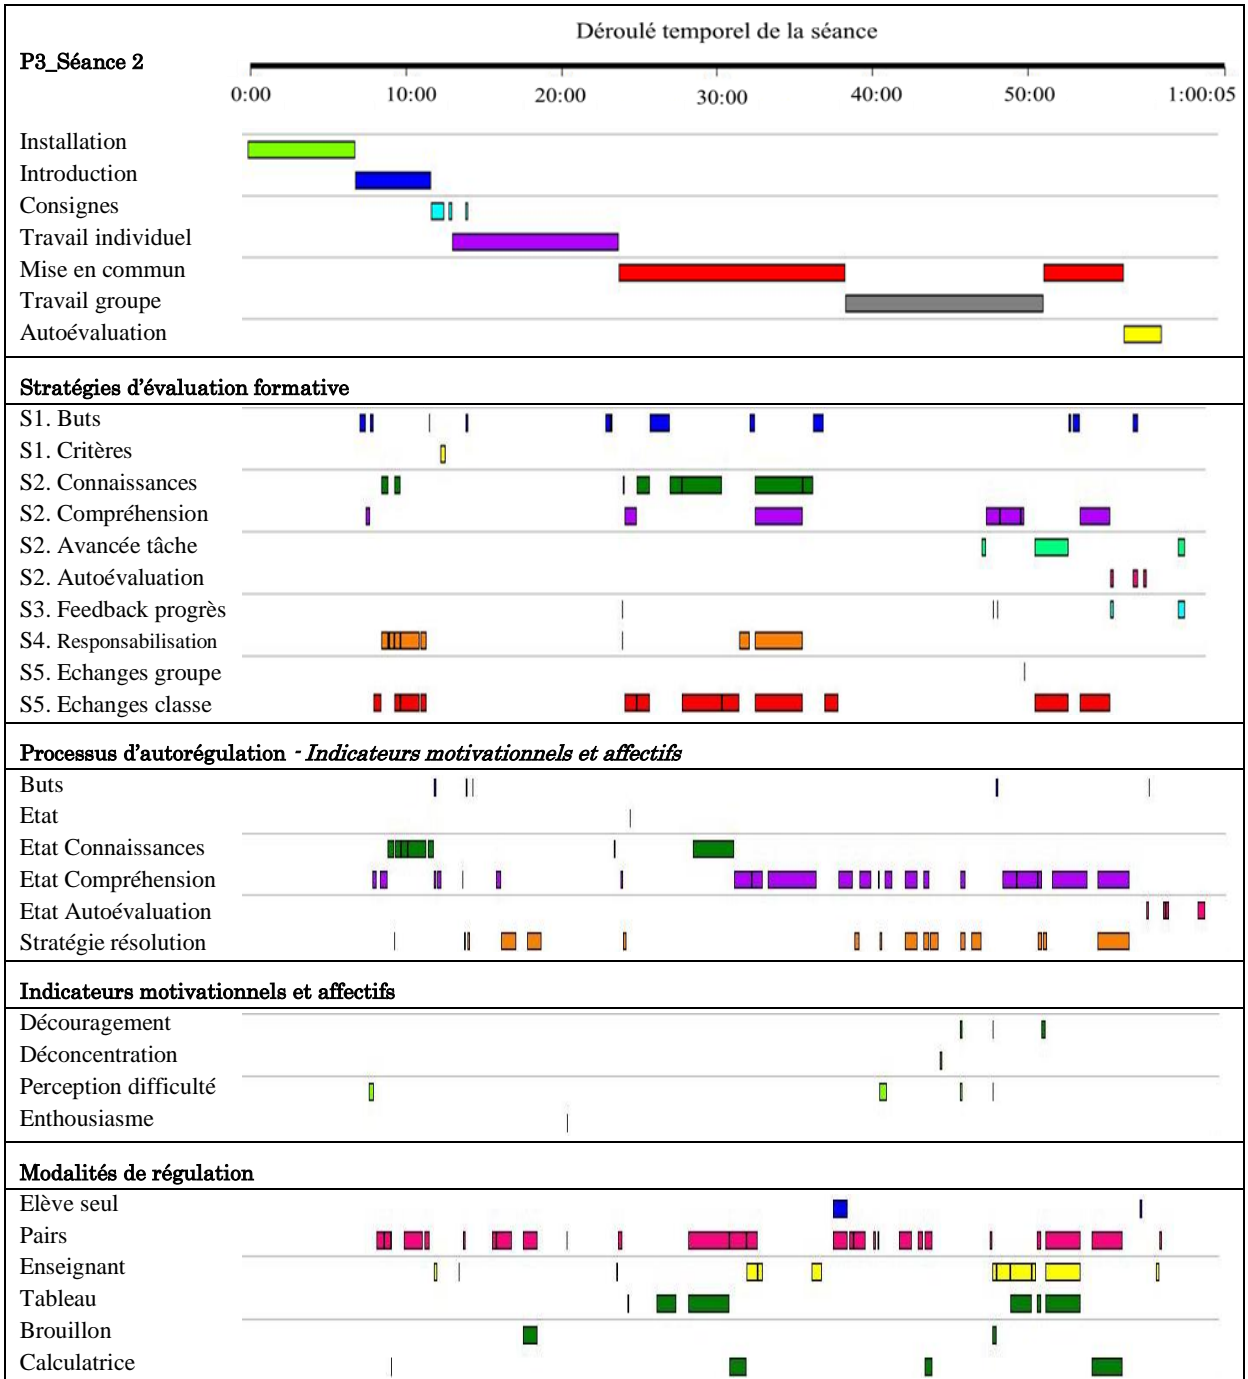 Déroulé temporel de la séance
P3_Séance 2
0:00 10:00 20:00 30:00 40:00 50:00 1:00:05
Installation
Introduction
Consignes
Travail individuel
Mise en commun
Travail groupe
Autoévaluation
Stratégies d'évaluation formative
S1. Buts
S1. Critères
S2. Connaissances
S2. Compréhension
S2. Avancée tâche
S2. Autoévaluation
S3. Feedback progrès
S4. Responsabilisation
S5. Echanges groupe
S5. Echanges classe
Processus d'autorégulation - Indicateurs motivationnels et affectifs
Buts
Etat
Etat Connaissances
Etat Compréhension
Etat Autoévaluation
Stratégie résolution
Indicateurs motivationnels et affectifs
Découragement
Déconcentration
Perception difficulté
Enthousiasme
Modalités de régulation
Elève seul
Pairs
Enseignant
Tableau
Brouillon
Calculatrice